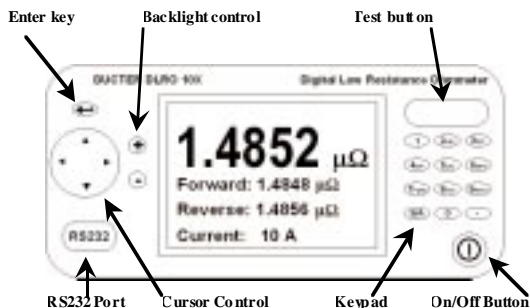 Enter key
Backlight control
Test button
DUCTER DLRO 10X
Digital Low Resistance Ohmmeter
1.4852 μΩ
Forward: 1.4848 μΩ
Reverse: 1.4856 μΩ
Current: 10 A
RS232
RS232 Port
Cursor Control
Keypad
On/Off Button